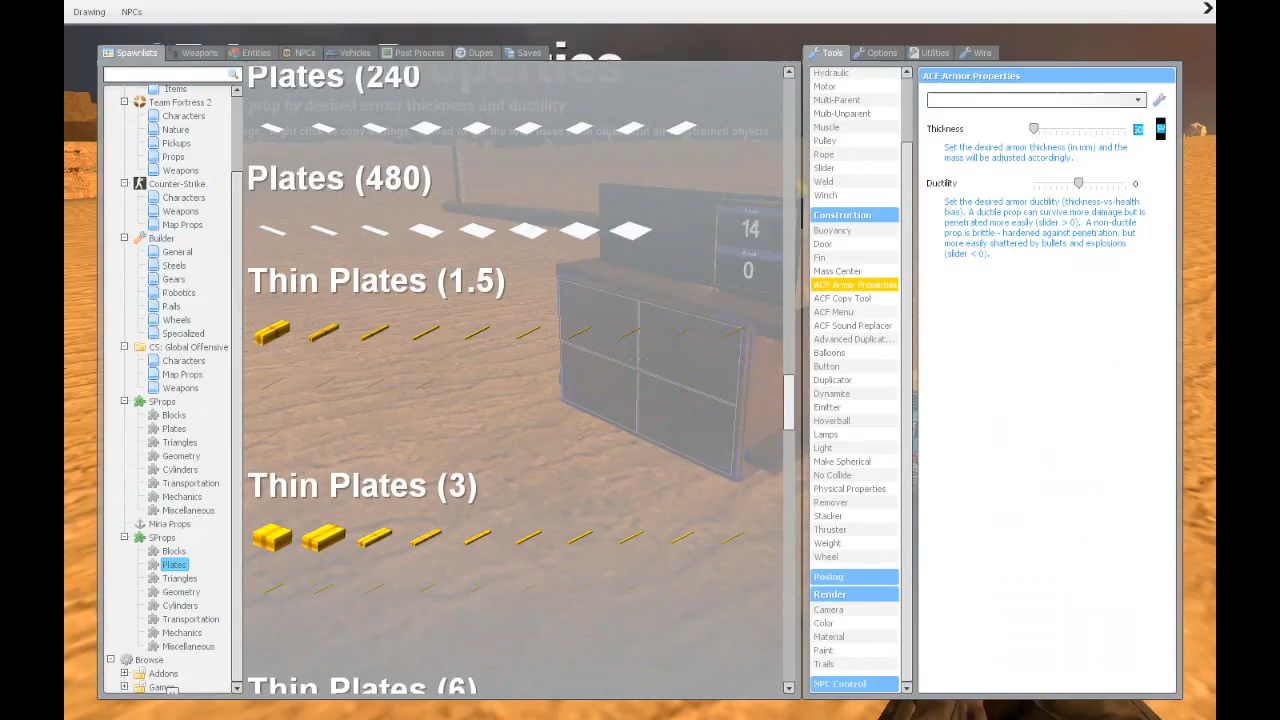 Drawing NPCs
Spawnlists Weapons Entities NPCs Vehicles Post Process Dupes Saves
Tools Options Utilities Wire
Items
Team Fortress 2
Characters
Nature
Pickups
Props
Weapons
Counter-Strike
Characters
Weapons
Map Props
Builder
General
Steels
Gears
Robotics
Rails
Wheels
Specialized
CS: Global Offensive
Characters
Map Props
Weapons
SProps
Blocks
Plates
Triangles
Geometry
Cylinders
Transportation
Mechanics
Miscellaneous
Mina Props
SProps
Blocks
Plates
Triangles
Geometry
Cylinders
Transportation
Mechanics
Miscellaneous
Browse
Addons
Plates (240
prop by desired armor thickness and ductility
Plates (480)
Thin Plates (1.5)
Thin Plates (3)
Thin Plates (6)
14
0
Hydraulic
Motor
Multi-Parent
Multi-Unparent
Muscle
Pulley
Rope
Slider
Weld
Winch
Construction
Buoyancy
Door
Fin
Mass Center
ACF Armor Properties
ACF Copy Tool
ACF Menu
ACF Sound Replacer
Advanced Duplicat...
Balloons
Button
Duplicator
Dynamite
Emitter
Hoverball
Lamps
Light
Make Spherical
No Collide
Physical Properties
Remover
Stacker
Thruster
Weight
Wheel
Posing
Render
Camera
Color
Material
Paint
Trails
NPC Control
ACF Armor Properties
Thickness
Set the desired armor thickness (in mm) and the
mass will be adjusted accordingly.
Ductility 0
Set the desired armor ductility (thickness-vs-health
bias). A ductile prop can survive more damage but is
penetrated more easily (slider > 0). A non-ductile
prop is brittle - hardened against penetration, but
more easily shattered by bullets and explosions
(slider < 0).